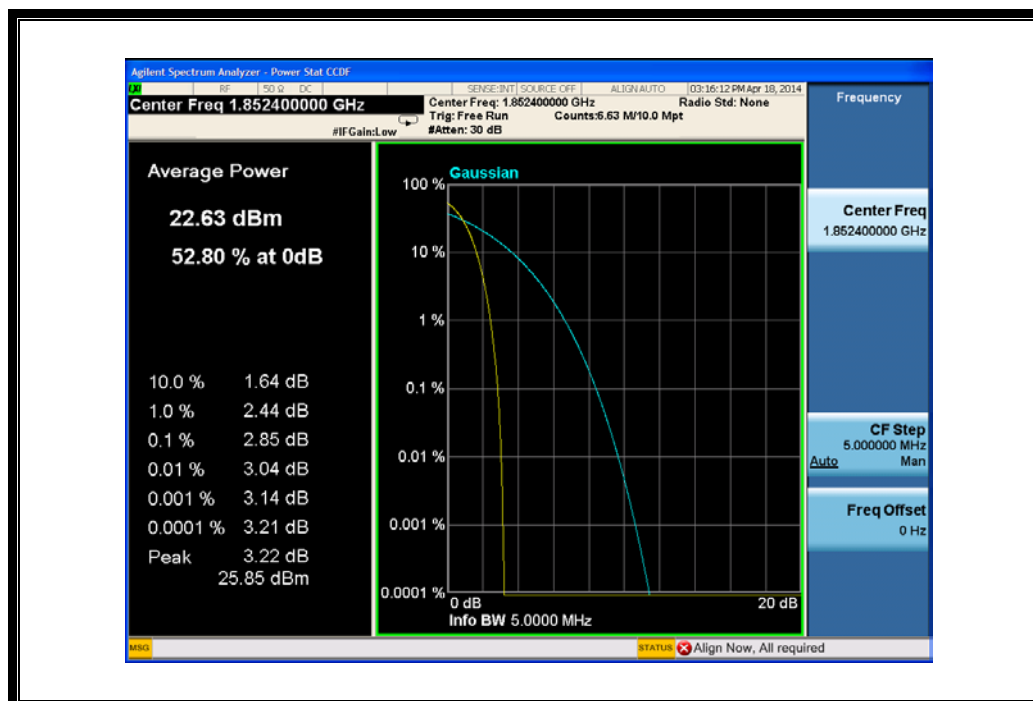 Agilent Spectrum Analyzer - Power Stat CCDF
RF 50 Ω DC SENSE:INT SOURCE OFF ALIGN AUTO 03:16:12 PM Apr 18, 2014
Center Freq 1.852400000 GHz
Center Freq: 1.852400000 GHz Radio Std: None
Trig: Free Run Counts:6.63 M/10.0 Mpt
#IFGain:Low #Atten: 30 dB
Average Power
22.63 dBm
52.80 % at 0dB
10.0 % 1.64 dB
1.0 % 2.44 dB
0.1 % 2.85 dB
0.01 % 3.04 dB
0.001 % 3.14 dB
0.0001 % 3.21 dB
Peak 3.22 dB
25.85 dBm
Gaussian
100 %
10 %
1 %
0.1 %
0.01 %
0.001 %
0.0001 %
0 dB 20 dB
Info BW 5.0000 MHz
Frequency
Center Freq
1.852400000 GHz
CF Step
5.000000 MHz
Auto Man
Freq Offset
0 Hz
MSG STATUS Align Now, All required